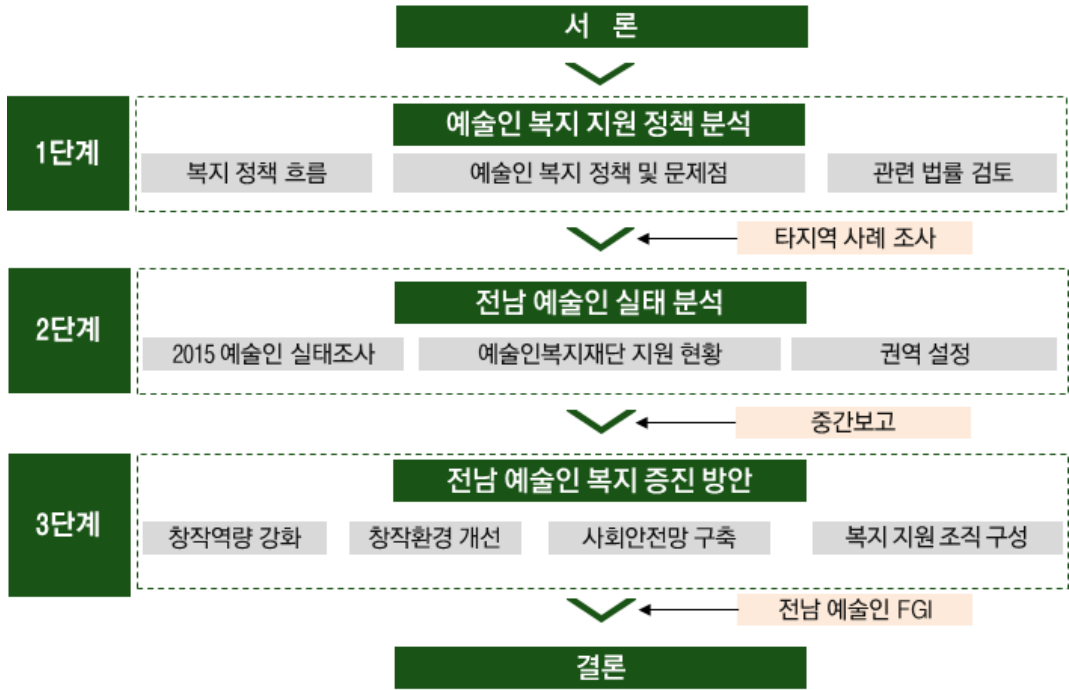 서 론
1단계
예술인 복지 지원 정책 분석
복지 정책 흐름
예술인 복지 정책 및 문제점
관련 법률 검토
타지역 사례 조사
2단계
전남 예술인 실태 분석
2015 예술인 실태조사
예술인복지재단 지원 현황
권역 설정
중간보고
3단계
전남 예술인 복지 증진 방안
창작역량 강화
창작환경 개선
사회안전망 구축
복지 지원 조직 구성
전남 예술인 FGI
결론